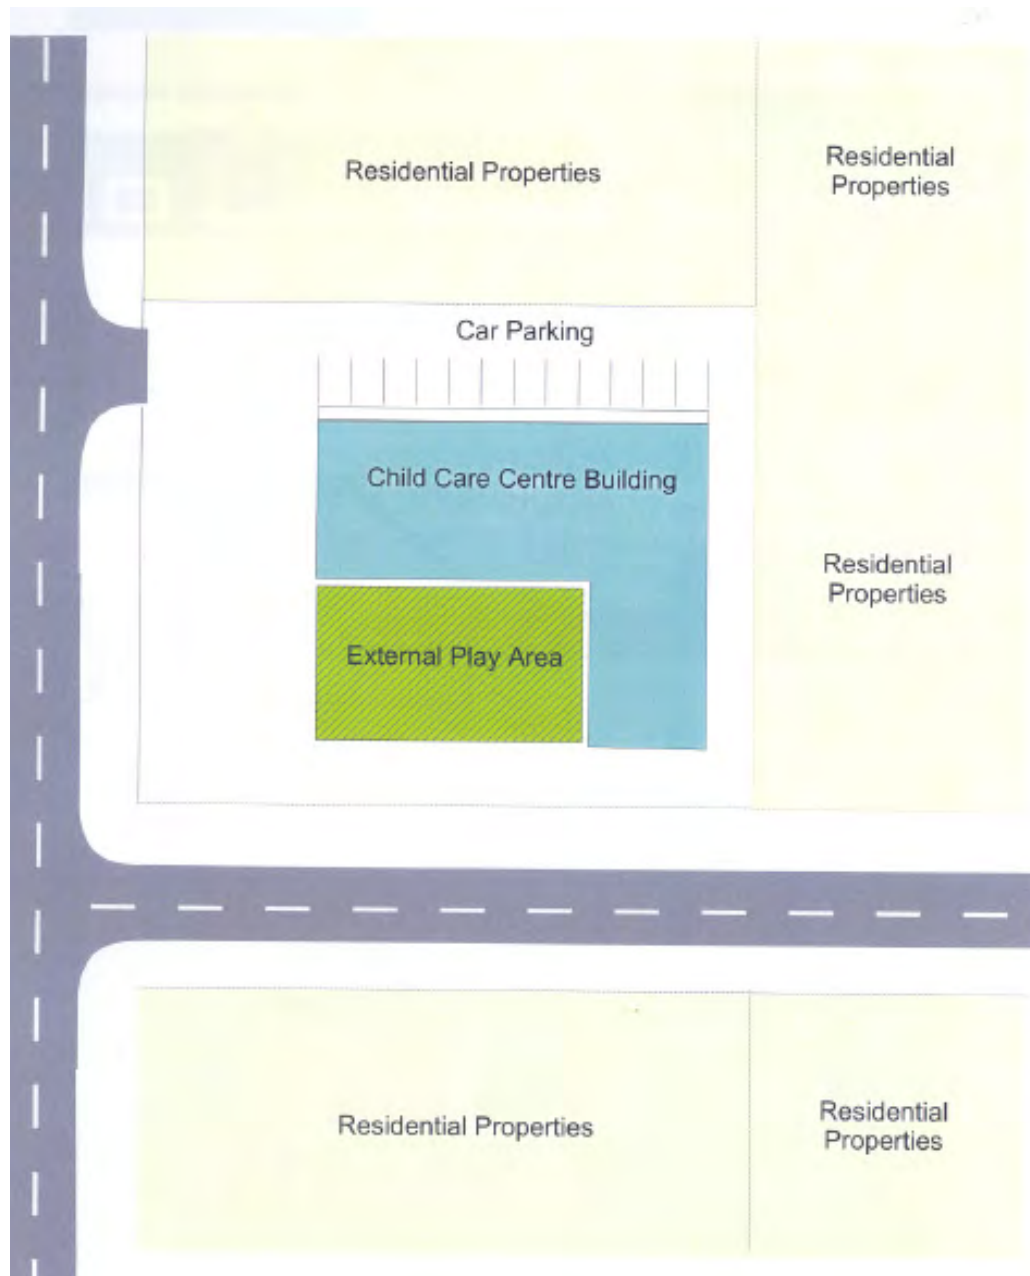 Residential Properties
Residential
Properties
Car Parking
Child Care Centre Building
Residential
Properties
External Play Area
Residential Properties
Residential
Properties